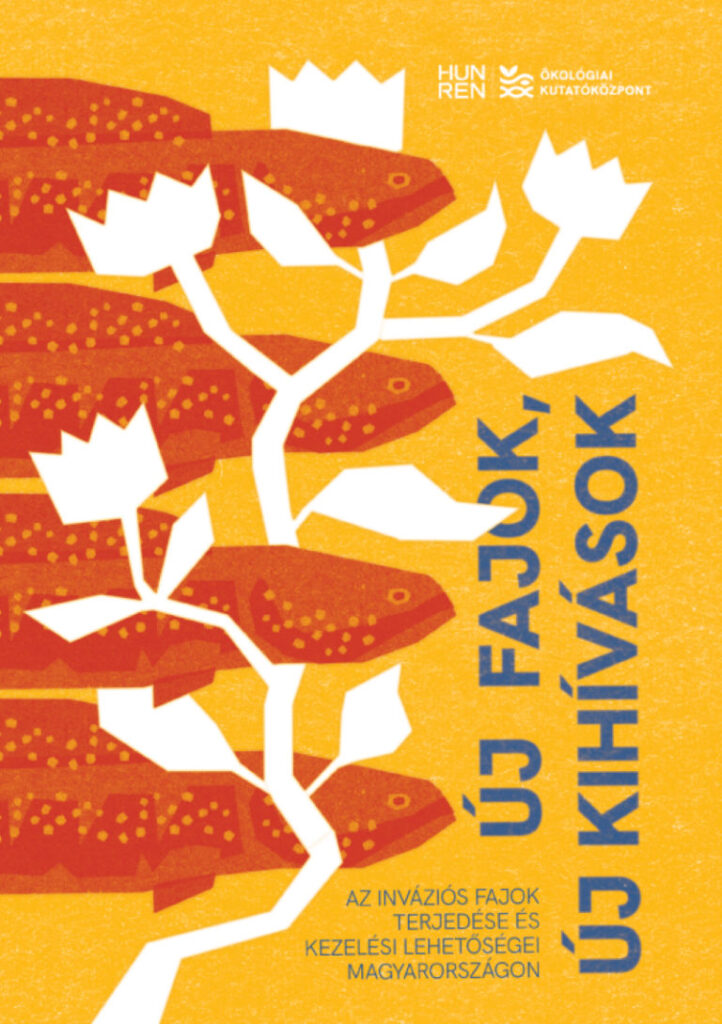 HUN
REN
ÖKOLÓGIAI
KUTATÓKÖZPONT
ÚJ FAJOK,
ÚJ KIHÍVÁSOK
AZ INVÁZIÓS FAJOK
TERJEDÉSE ÉS
KEZELÉSI LEHETŐSÉGEI
MAGYARORSZÁGON